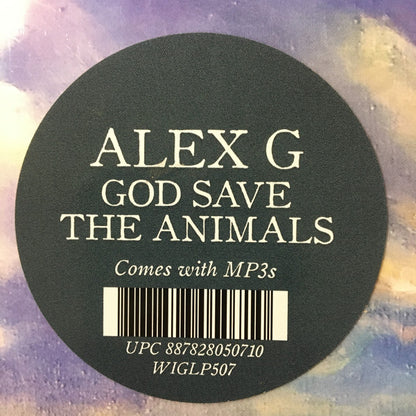 ALEX G
GOD SAVE
THE ANIMALS
Comes with MP3s
UPC 887828050710
WIGLP507